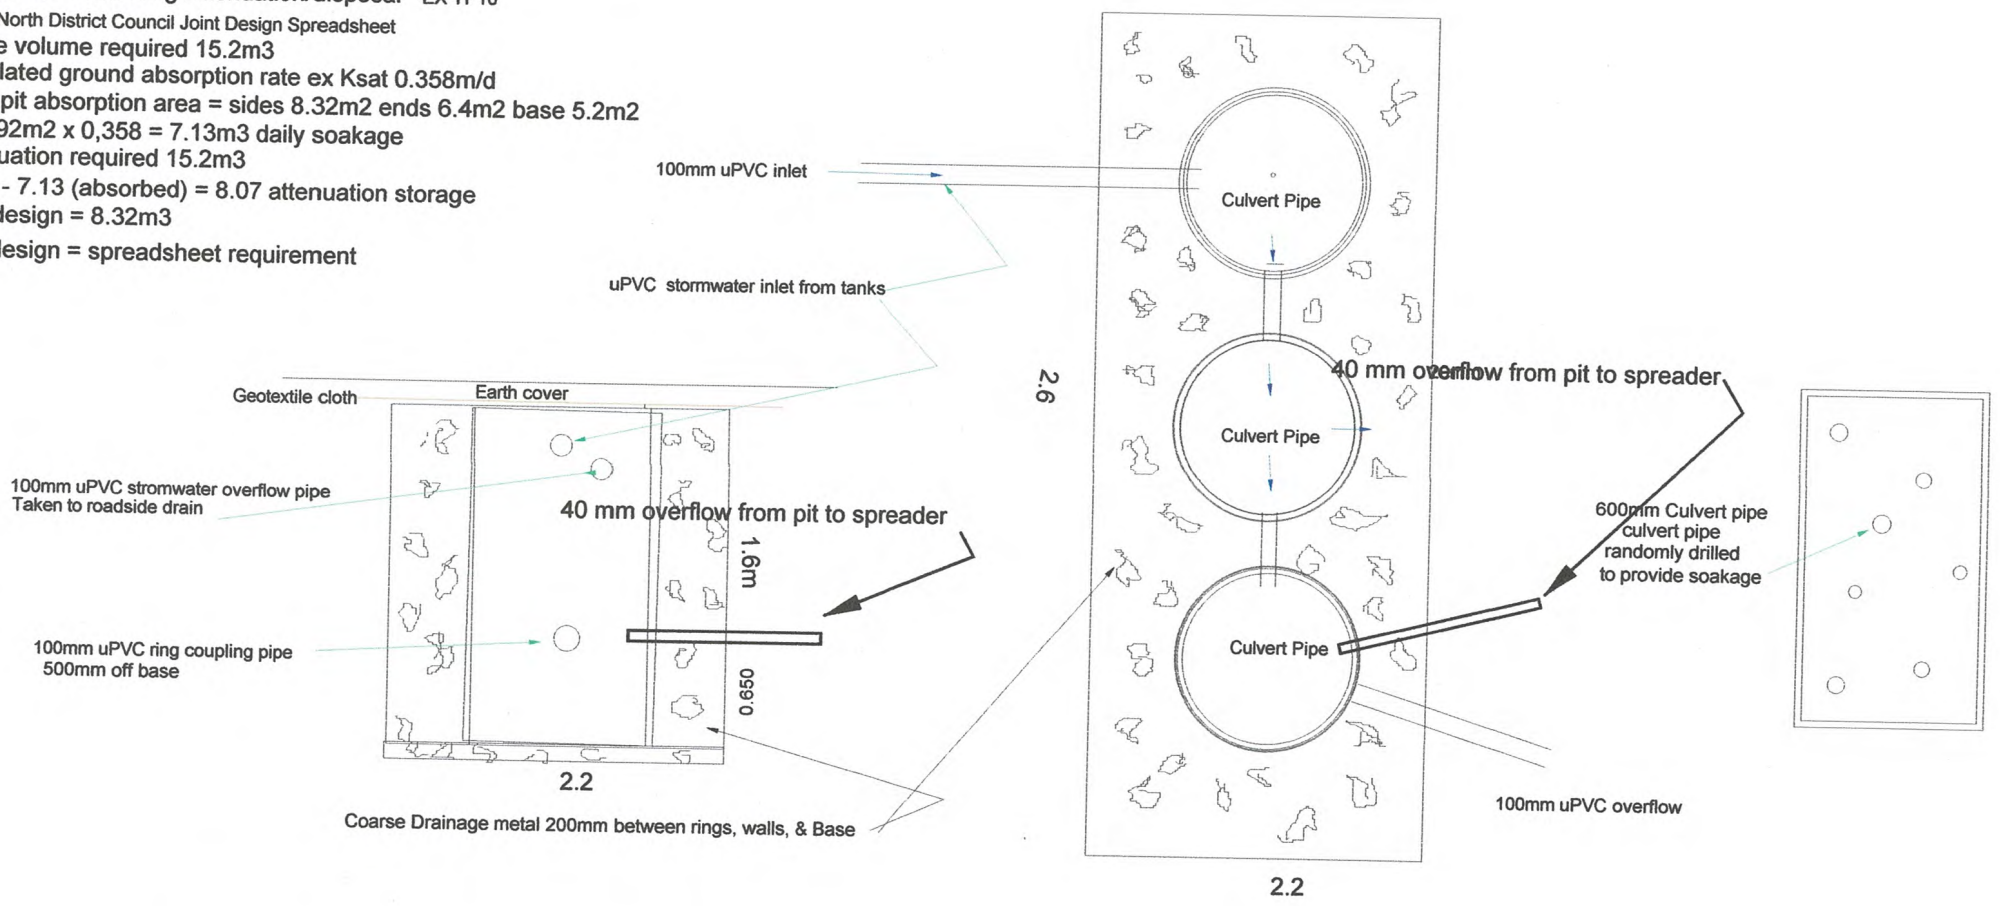 North District Council Joint Design Spreadsheet
volume required 15.2m3
ground absorption rate ex Ksat 0.358m/d
pit absorption area = sides 8.32m2 ends 6.4m2 base 5.2m2
92m2 x 0,358 = 7.13m3 daily soakage
required 15.2m3
- 7.13 (absorbed) = 8.07 attenuation storage
design = 8.32m3
design = spreadsheet requirement
100mm uPVC inlet
uPVC stormwater inlet from tanks
Geotextile cloth
Earth cover
100mm uPVC stromwater overflow pipe
Taken to roadside drain
40 mm overflow from pit to spreader
1.6m
100mm uPVC ring coupling pipe
500mm off base
0.650
2.2
Coarse Drainage metal 200mm between rings, walls, & Base
Culvert Pipe
2.6
40 mm overflow from pit to spreader
Culvert Pipe
Culvert Pipe
600mm Culvert pipe
culvert pipe
randomly drilled
to provide soakage
100mm uPVC overflow
2.2